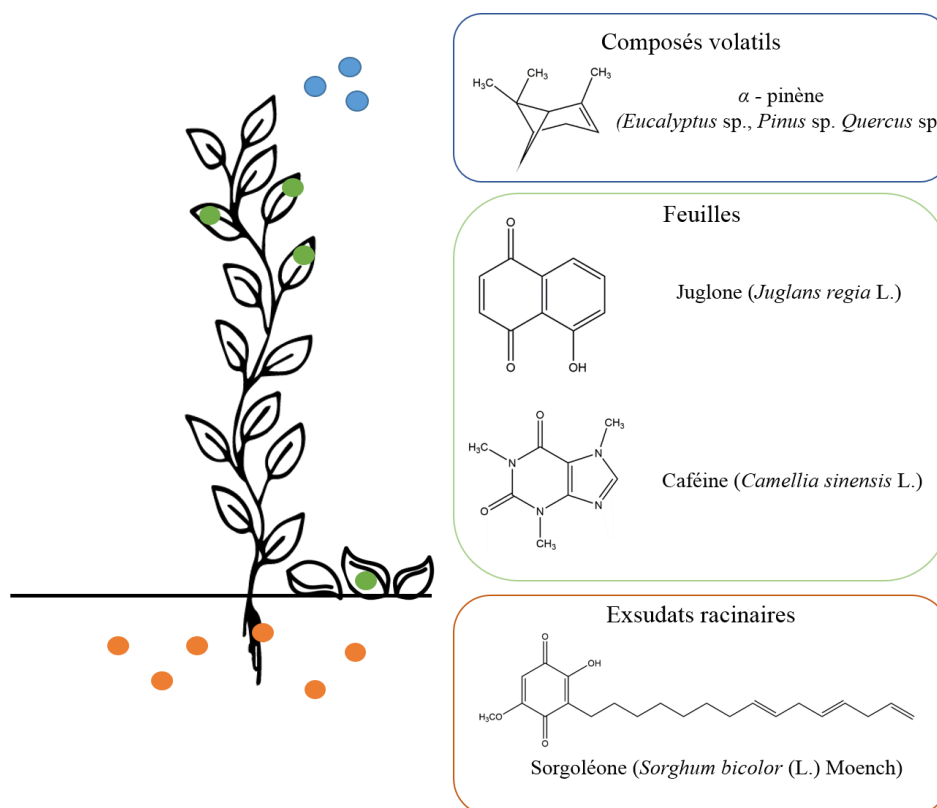 Composés volatils
H₃C
CH₃
CH₃
α - pinène
(Eucalyptus sp., Pinus sp. Quercus sp
Feuilles
O
O
OH
Juglone (Juglans regia L.)
O
CH₃
H₃C
N
N
O
N
N
CH₃
Caféine (Camellia sinensis L.)
Exsudats racinaires
O
OH
H₃CO
O
Sorgoléone (Sorghum bicolor (L.) Moench)